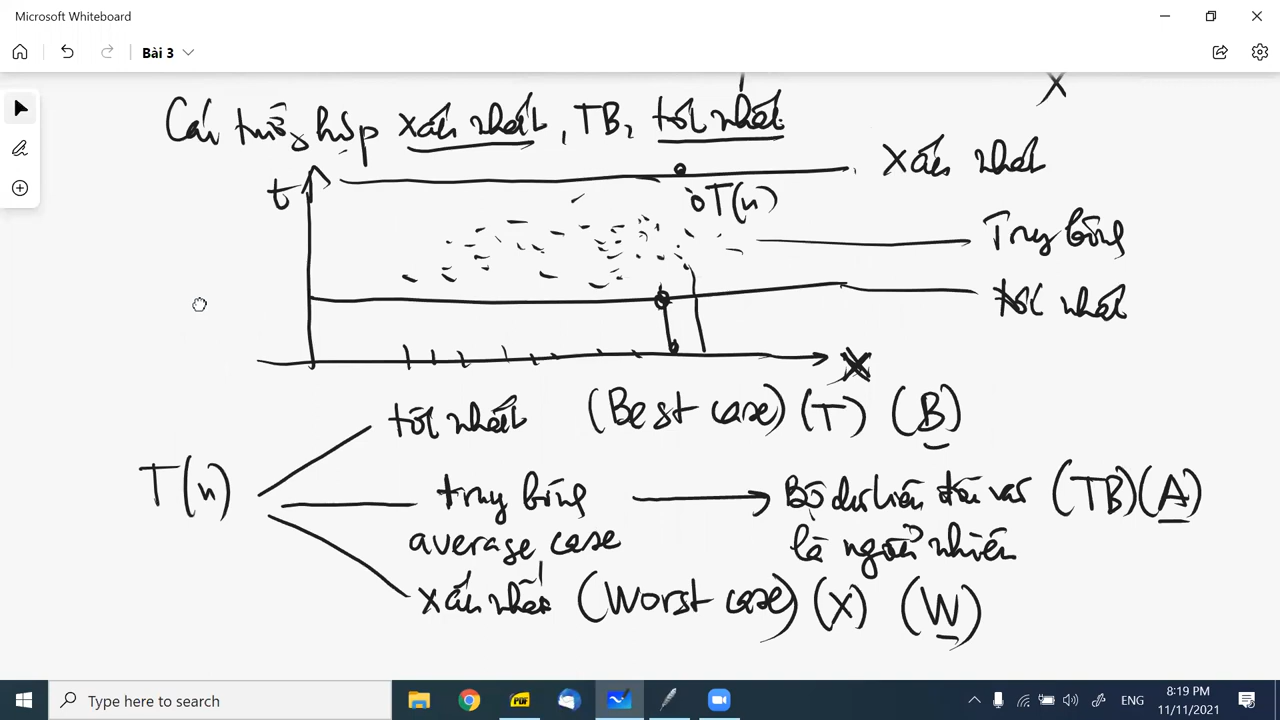 Microsoft Whiteboard
Bài 3
Các trường hợp xấu nhất, TB, tốt nhất
X
t
xấu nhất
T(n)
Trung bình
tốt nhất
X
tốt nhất (Best case) (T) (B)
T(n)
trung bình
Bộ dữ liệu đầu vào (TB) (A)
average case
là ngẫu nhiên
xấu nhất (Worst case) (X) (W)
Type here to search
PDF
ENG
8:19 PM
11/11/2021